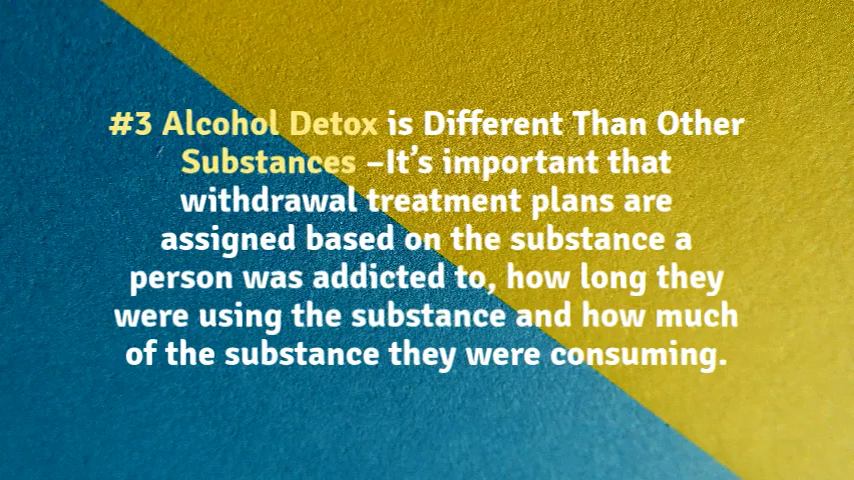 #3 Alcohol Detox is Different Than Other
Substances –It’s important that
withdrawal treatment plans are
assigned based on the substance a
person was addicted to, how long they
were using the substance and how much
of the substance they were consuming.